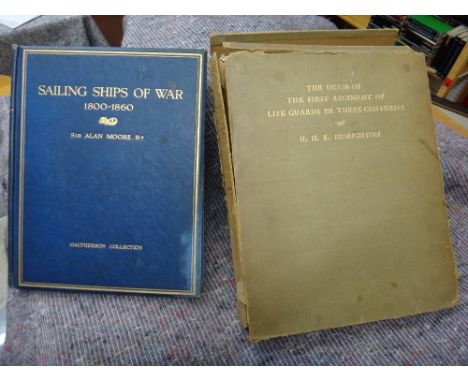 SAILING SHIPS OF WAR
1800-1860
SIR ALAN MOORE, BT
MACPHERSON COLLECTION
THE DRESS OF
THE FIRST REGIMENT OF
LIFE GUARDS IN THREE CENTURIES
U. H. R. BROUGHTON